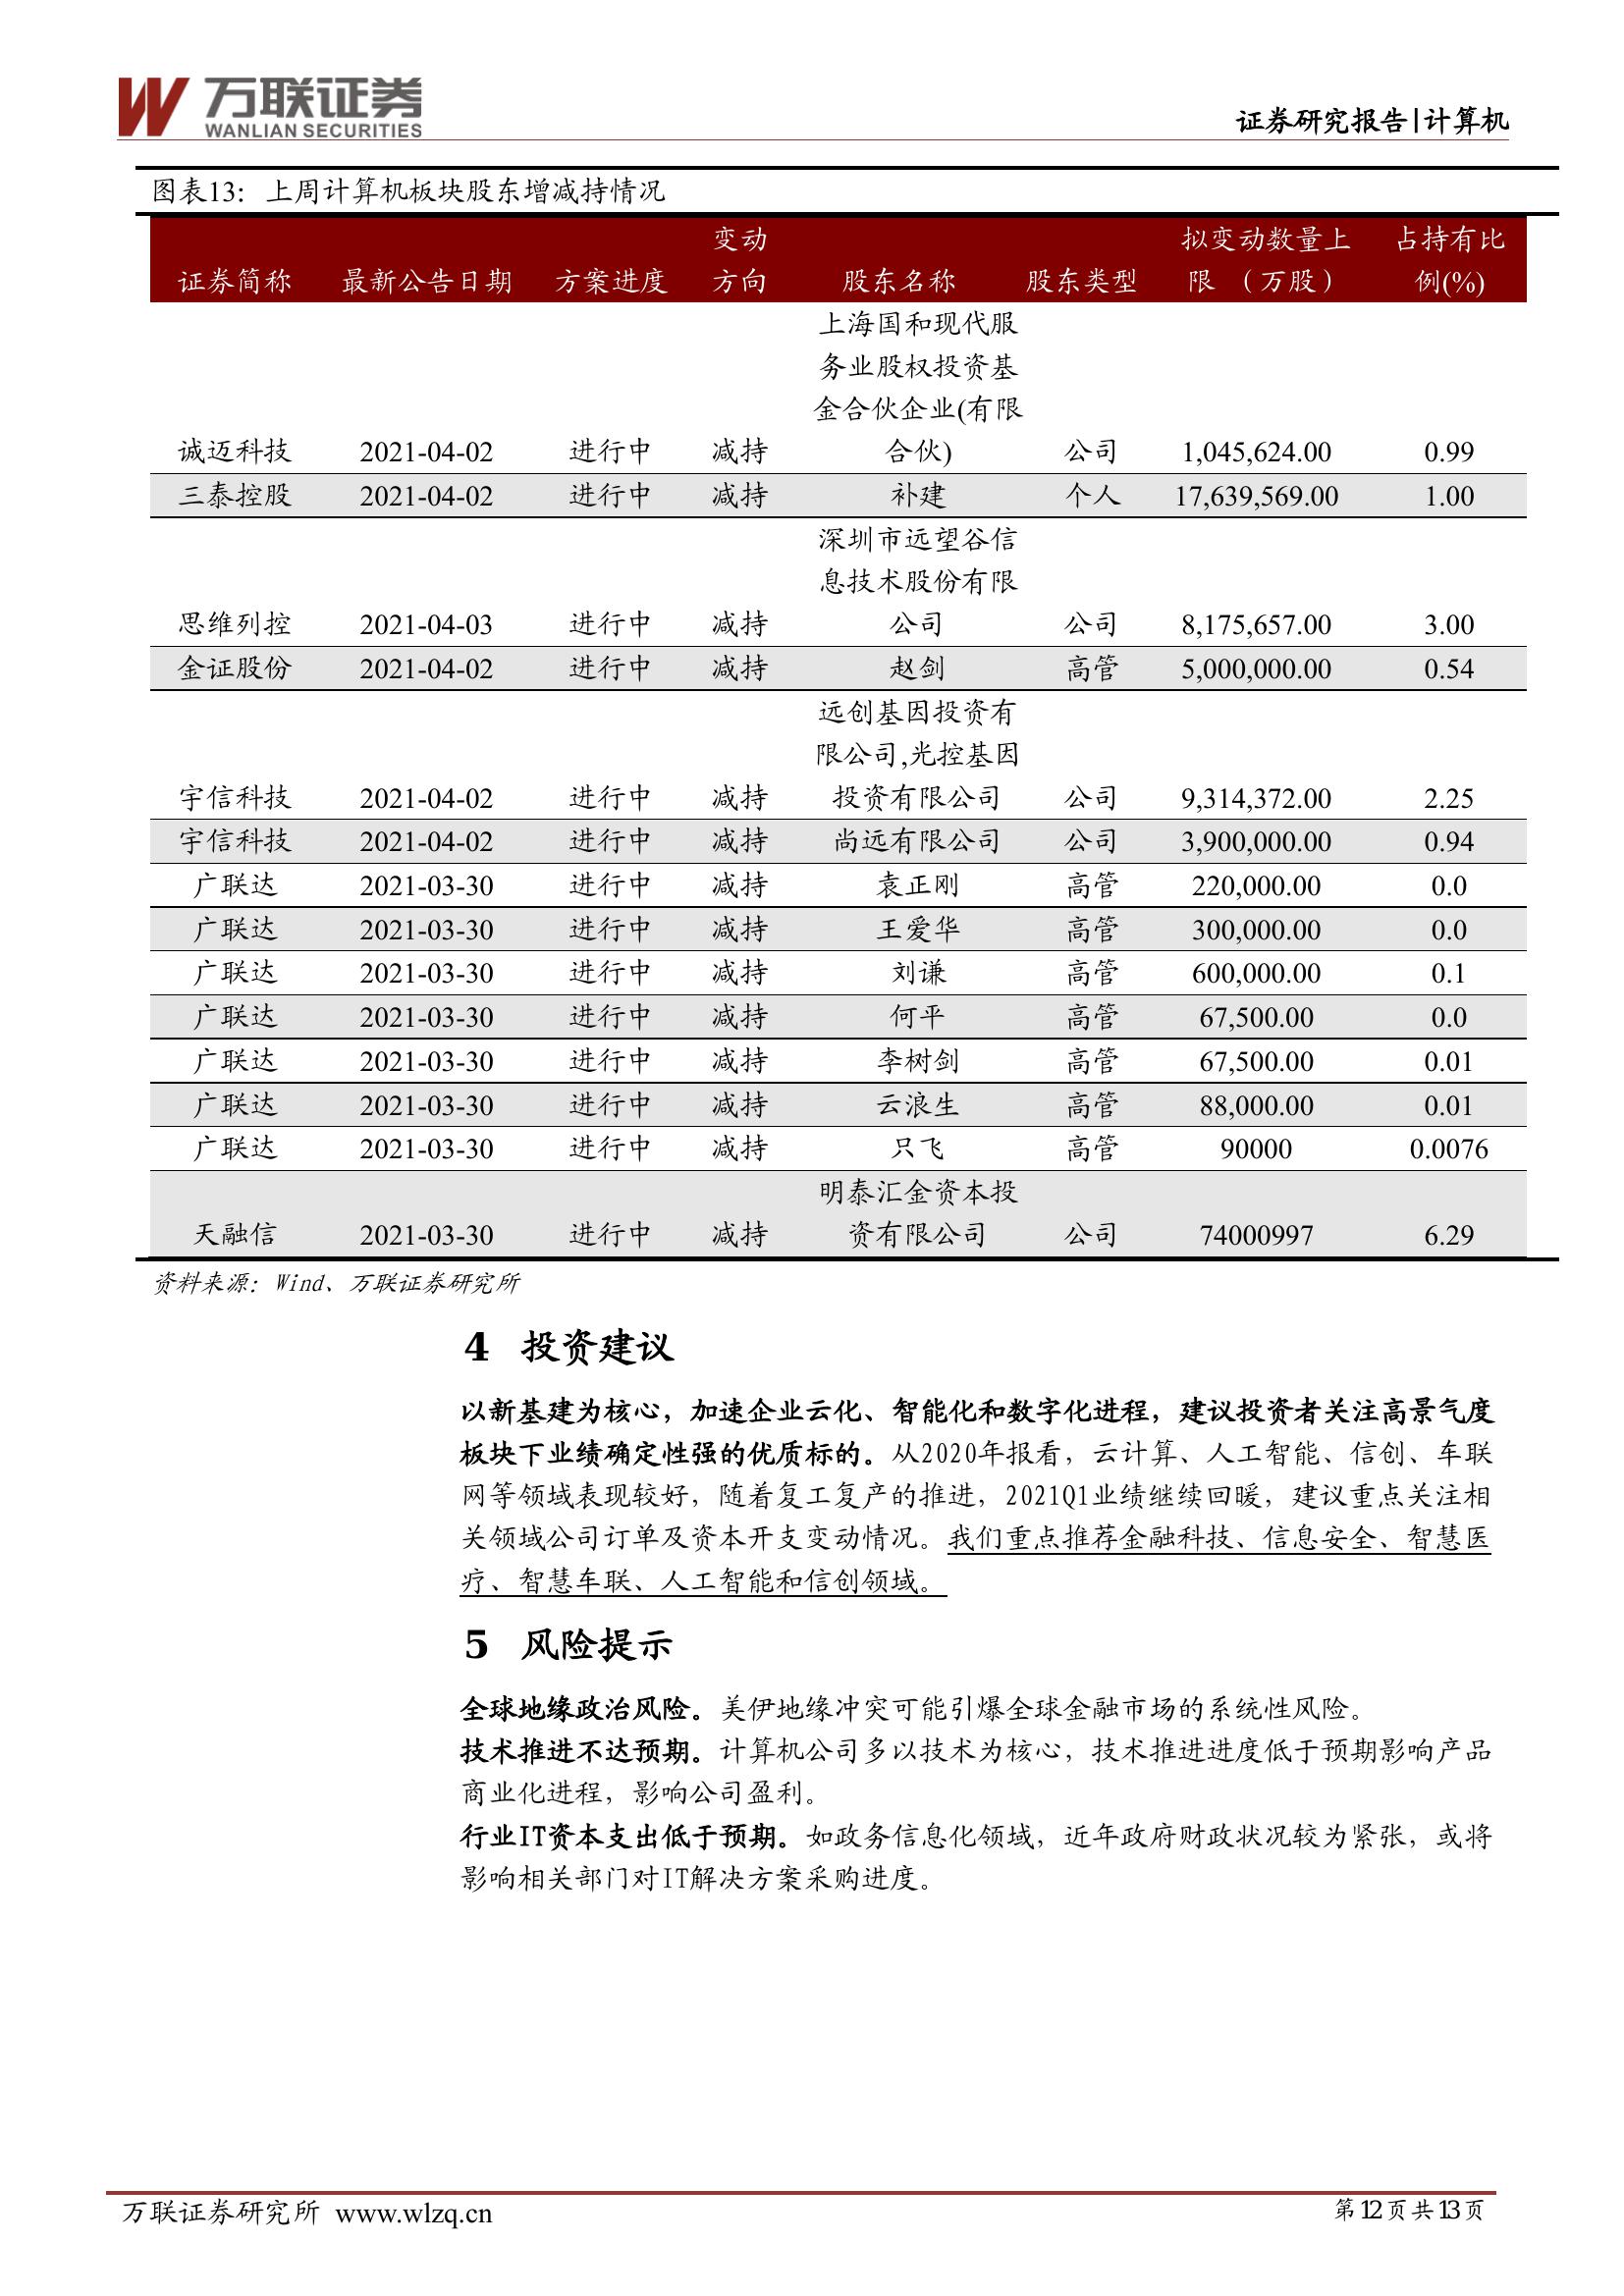 万联证券
WANLIAN SECURITIES
证券研究报告|计算机
图表13：上周计算机板块股东增减持情况
证券简称 最新公告日期 方案进度 变动方向 股东名称 股东类型 拟变动数量上限 （万股） 占持有比例(%)
上海国和现代服
务业股权投资基
金合伙企业(有限
诚迈科技 2021-04-02 进行中 减持 合伙) 公司 1,045,624.00 0.99
三泰控股 2021-04-02 进行中 减持 补建 个人 17,639,569.00 1.00
深圳市远望谷信
息技术股份有限
思维列控 2021-04-03 进行中 减持 公司 公司 8,175,657.00 3.00
金证股份 2021-04-02 进行中 减持 赵剑 高管 5,000,000.00 0.54
远创基因投资有
限公司,光控基因
宇信科技 2021-04-02 进行中 减持 投资有限公司 公司 9,314,372.00 2.25
宇信科技 2021-04-02 进行中 减持 尚远有限公司 公司 3,900,000.00 0.94
广联达 2021-03-30 进行中 减持 袁正刚 高管 220,000.00 0.0
广联达 2021-03-30 进行中 减持 王爱华 高管 300,000.00 0.0
广联达 2021-03-30 进行中 减持 刘谦 高管 600,000.00 0.1
广联达 2021-03-30 进行中 减持 何平 高管 67,500.00 0.0
广联达 2021-03-30 进行中 减持 李树剑 高管 67,500.00 0.01
广联达 2021-03-30 进行中 减持 云浪生 高管 88,000.00 0.01
广联达 2021-03-30 进行中 减持 只飞 高管 90000 0.0076
明泰汇金资本投
天融信 2021-03-30 进行中 减持 资有限公司 公司 74000997 6.29
资料来源：Wind、万联证券研究所
4 投资建议
以新基建为核心，加速企业云化、智能化和数字化进程，建议投资者关注高景气度
板块下业绩确定性强的优质标的。从2020年报看，云计算、人工智能、信创、车联
网等领域表现较好，随着复工复产的推进，2021Q1业绩继续回暖，建议重点关注相
关领域公司订单及资本开支变动情况。我们重点推荐金融科技、信息安全、智慧医
疗、智慧车联、人工智能和信创领域。
5 风险提示
全球地缘政治风险。美伊地缘冲突可能引爆全球金融市场的系统性风险。
技术推进不达预期。计算机公司多以技术为核心，技术推进进度低于预期影响产品
商业化进程，影响公司盈利。
行业IT资本支出低于预期。如政务信息化领域，近年政府财政状况较为紧张，或将
影响相关部门对IT解决方案采购进度。
万联证券研究所 www.wlzq.cn
第12页共13页